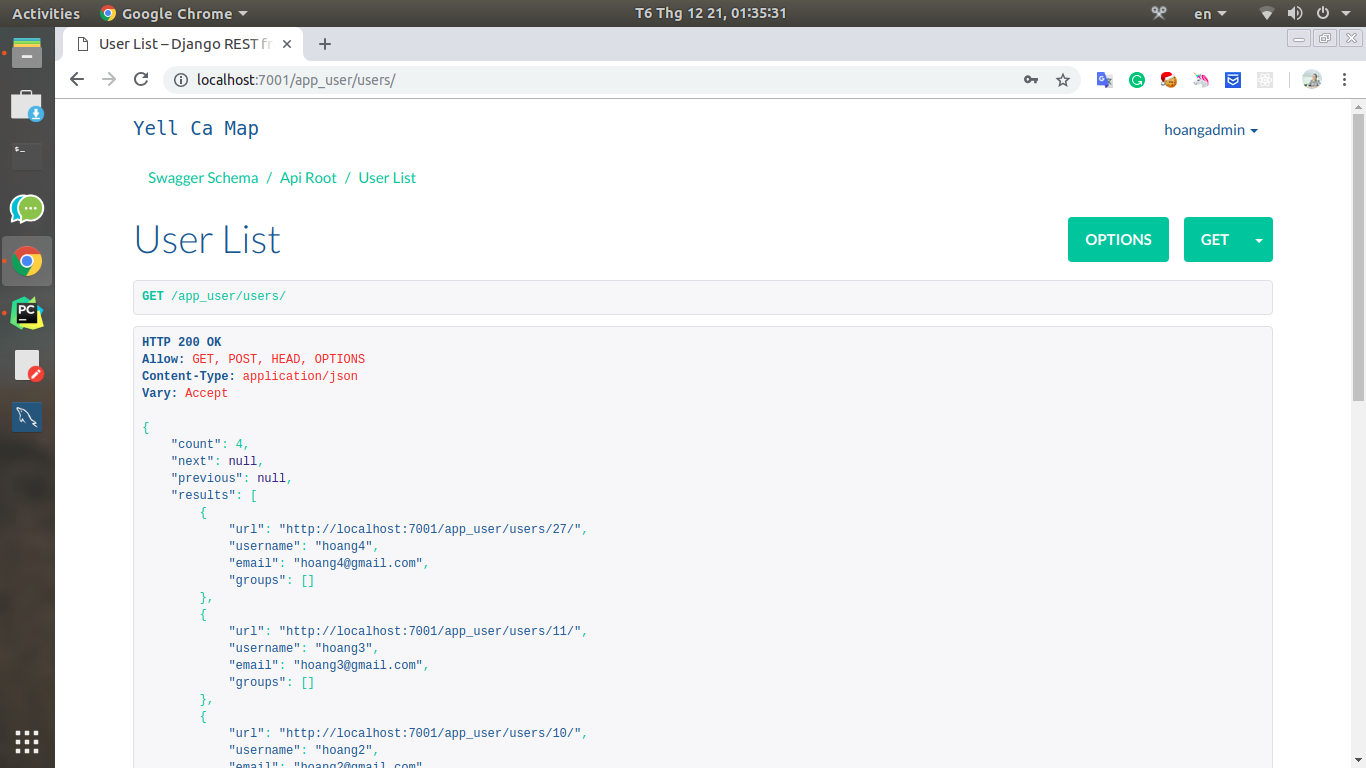 Activities Google Chrome T6 Thg 12 21, 01:35:31 en
User List – Django REST fr
localhost:7001/app_user/users/
Yell Ca Map hoangadmin
Swagger Schema / Api Root / User List
User List OPTIONS GET
GET /app_user/users/
HTTP 200 OK
Allow: GET, POST, HEAD, OPTIONS
Content-Type: application/json
Vary: Accept
{
"count": 4,
"next": null,
"previous": null,
"results": [
{
"url": "http://localhost:7001/app_user/users/27/",
"username": "hoang4",
"email": "hoang4@gmail.com",
"groups": []
},
{
"url": "http://localhost:7001/app_user/users/11/",
"username": "hoang3",
"email": "hoang3@gmail.com",
"groups": []
},
{
"url": "http://localhost:7001/app_user/users/10/",
"username": "hoang2",
"email": "hoang2@gmail.com",